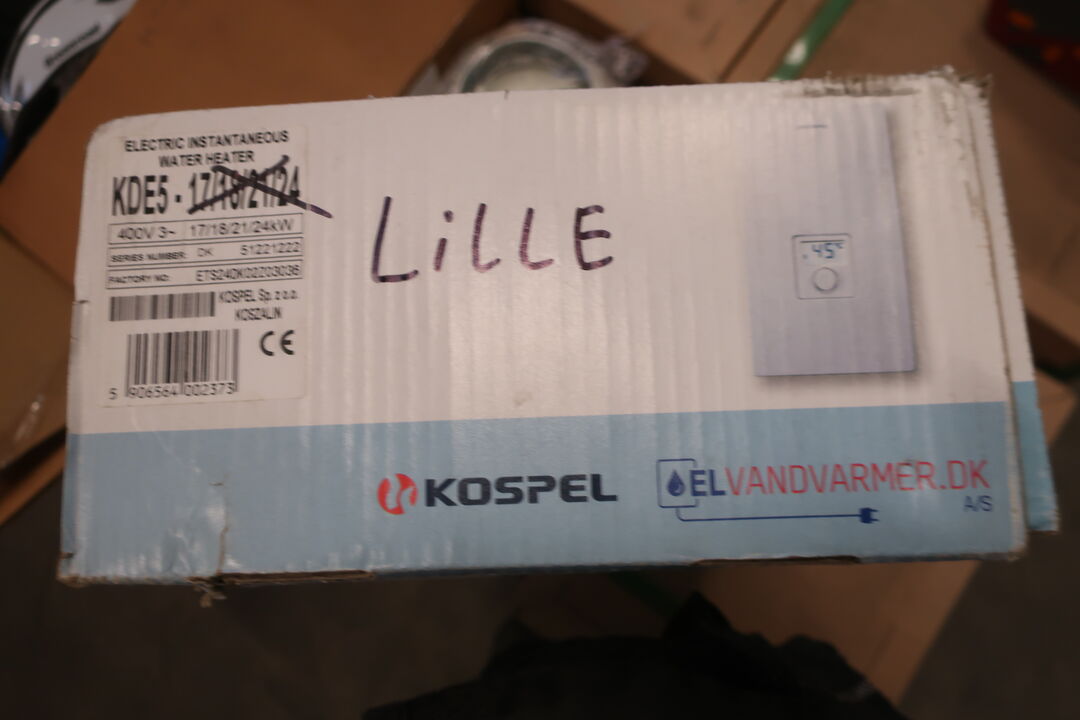 ELECTRIC INSTANTANEOUS
WATER HEATER
KDE5 - 17/18/21/24
400V 3~ 17/18/21/24kW
SERIES NUMBER: DK 51221222
FACTORY NO:
KOSPEL Sp. z o.o.
KOSZALIN
CE
5 906564 002373
LiLLE
45°C
KOSPEL
ELVANDVARMER.DK
A/S